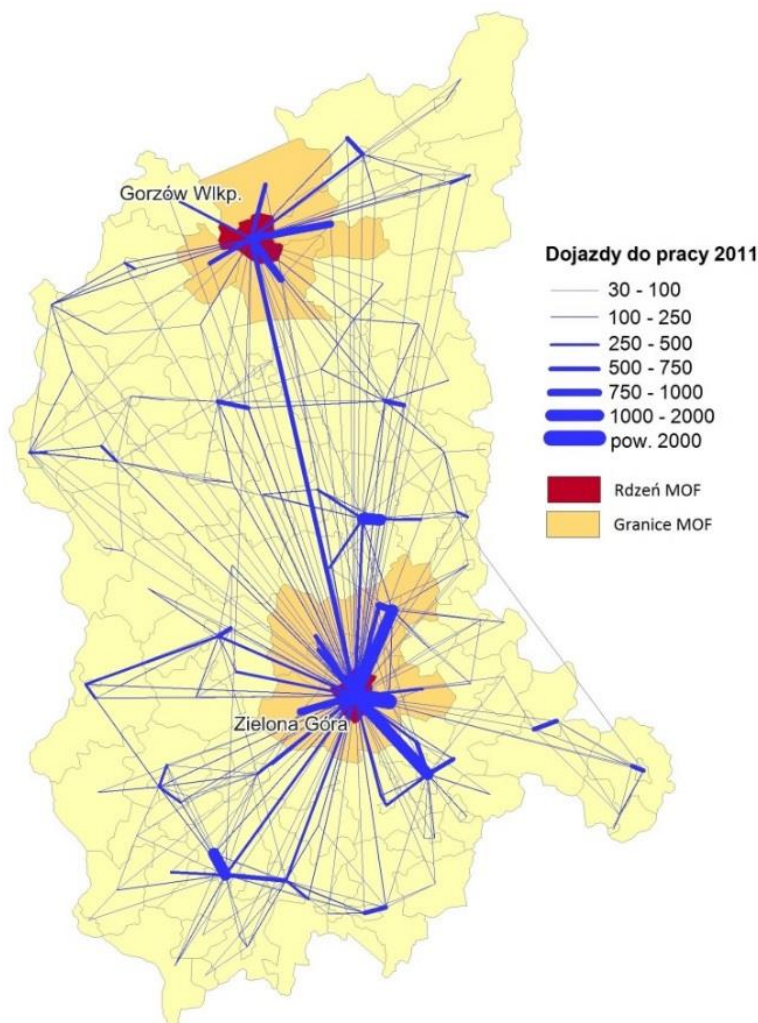 Gorzów Wlkp.
Zielona Góra
Dojazdy do pracy 2011
30 - 100
100 - 250
250 - 500
500 - 750
750 - 1000
1000 - 2000
pow. 2000
Rdzeń MOF
Granice MOF